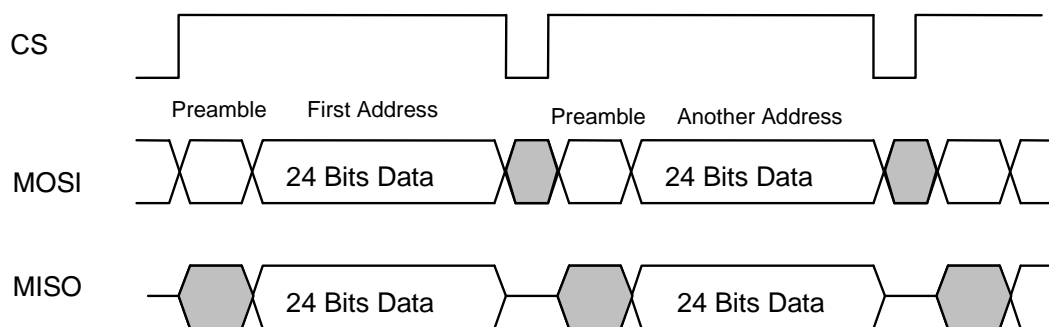 CS
Preamble First Address Preamble Another Address
MOSI 24 Bits Data 24 Bits Data
MISO 24 Bits Data 24 Bits Data